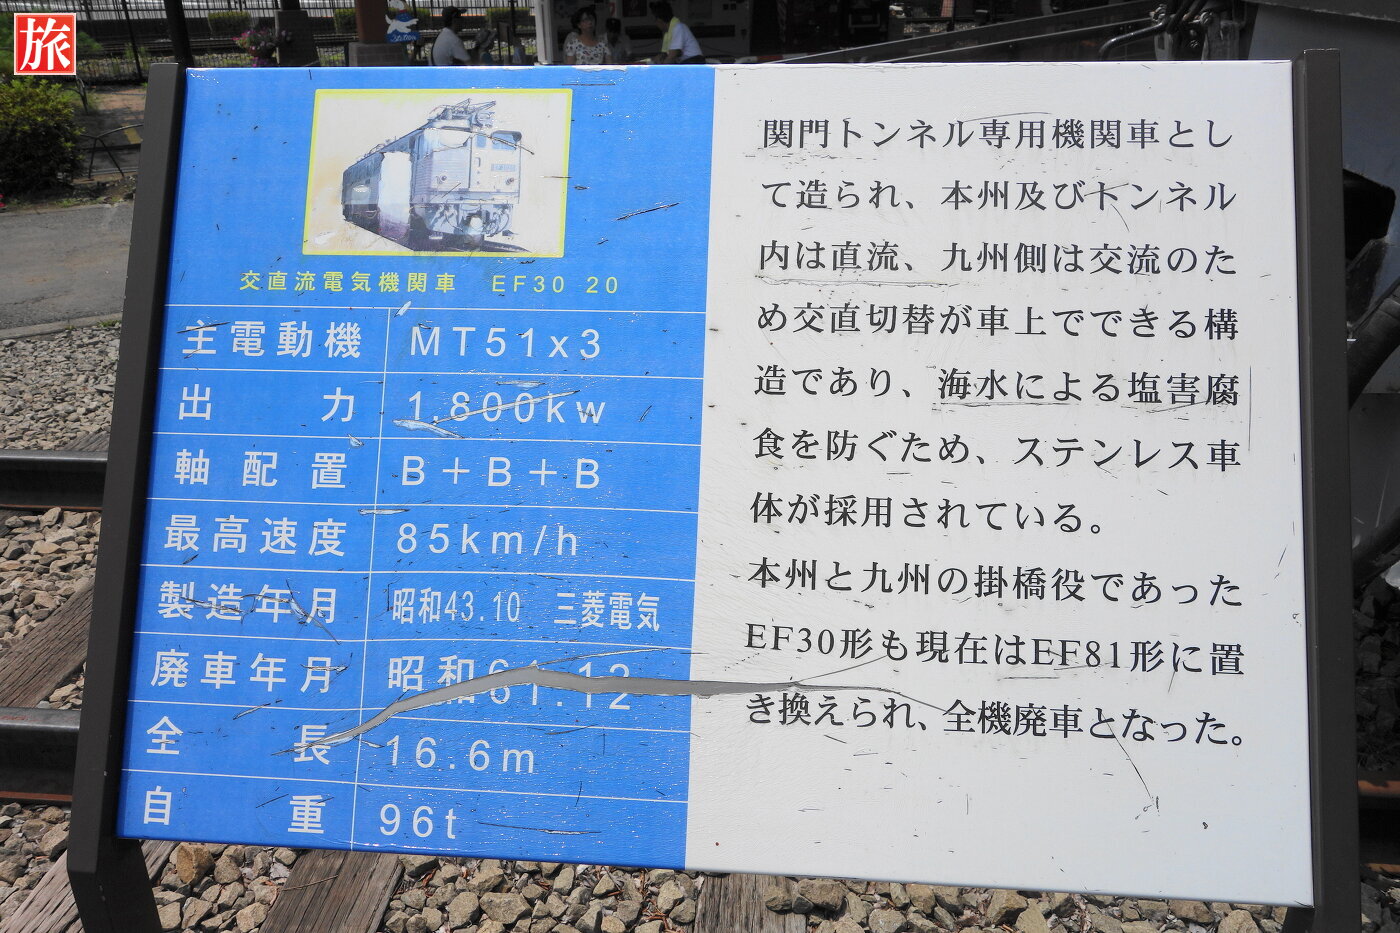 旅
交直流電気機関車 EF30 20
主電動機 MT51x3
出力 1,800kw
軸配置 B+B+B
最高速度 85km/h
製造年月 昭和43.10 三菱電気
廃車年月 昭和61.12
全長 16.6m
自重 96t
関門トンネル専用機関車とし
て造られ、本州及びトンネル
内は直流、九州側は交流のた
め交直切替が車上でできる構
造であり、海水による塩害腐
食を防ぐため、ステンレス車
体が採用されている。
本州と九州の掛橋役であった
EF30形も現在はEF81形に置
き換えられ、全機廃車となった。